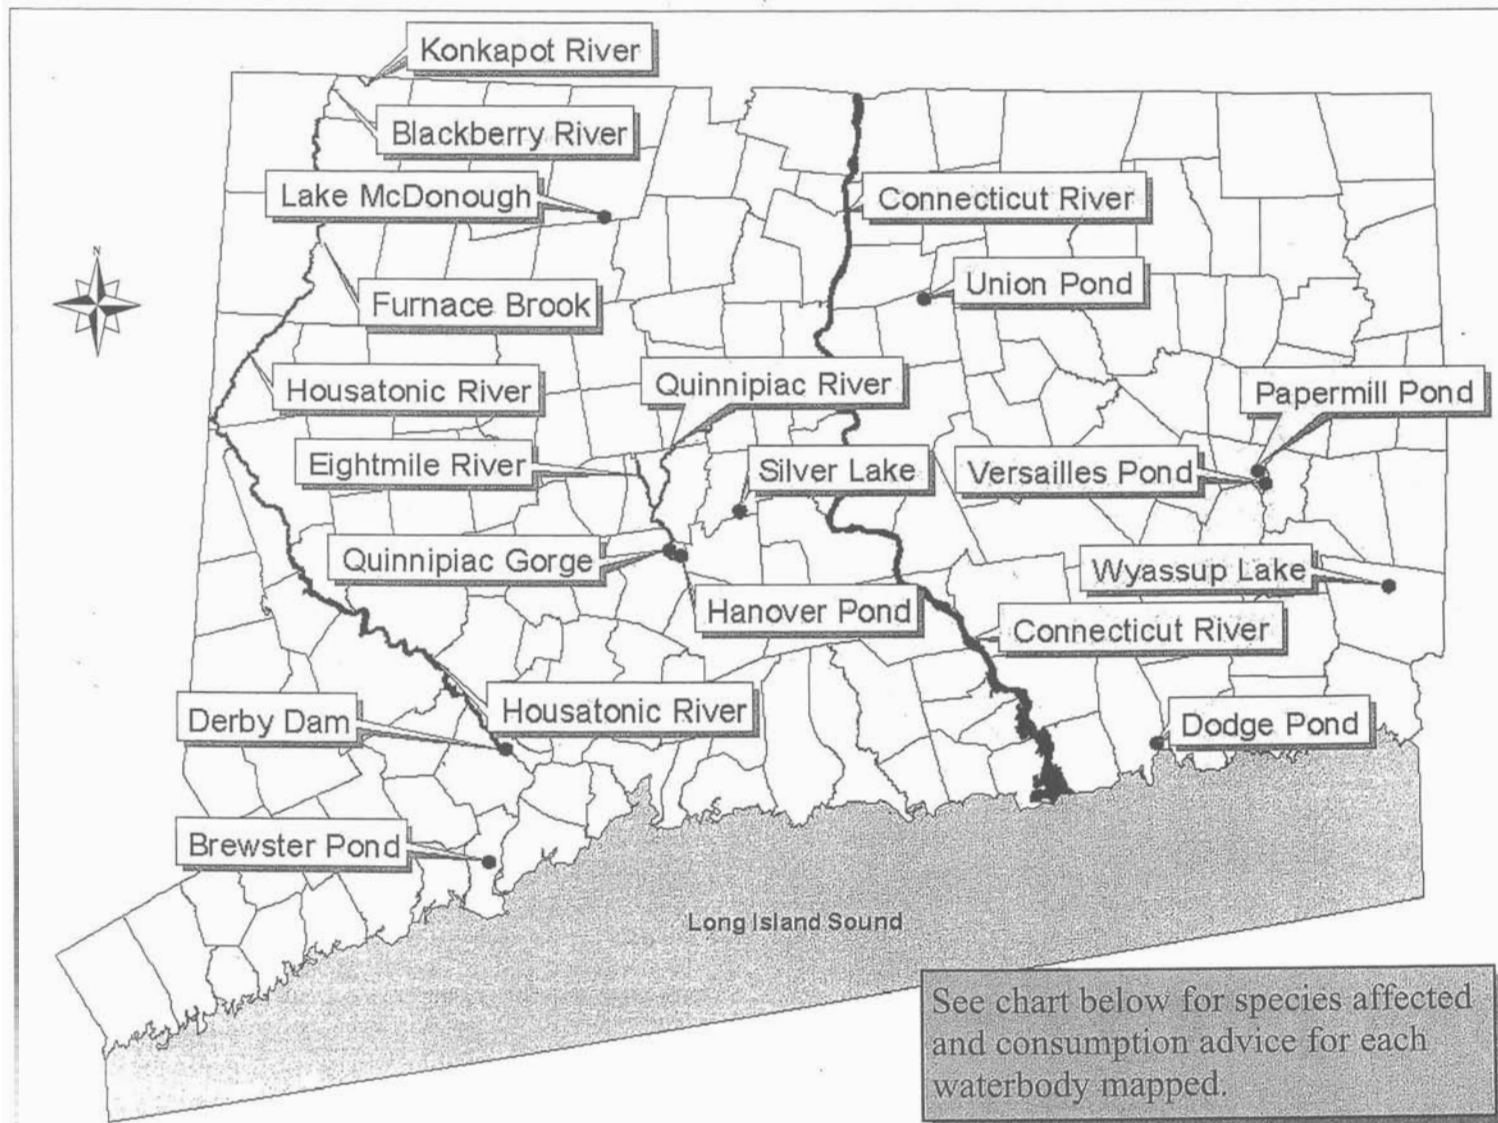 Konkapot River
Blackberry River
Lake McDonough
Connecticut River
N
Union Pond
Furnace Brook
Housatonic River
Quinnipiac River
Papermill Pond
Eightmile River
Silver Lake
Versailles Pond
Quinnipiac Gorge
Wyassup Lake
Hanover Pond
Connecticut River
Housatonic River
Derby Dam
Dodge Pond
Brewster Pond
Long Island Sound
See chart below for species affected
and consumption advice for each
waterbody mapped.